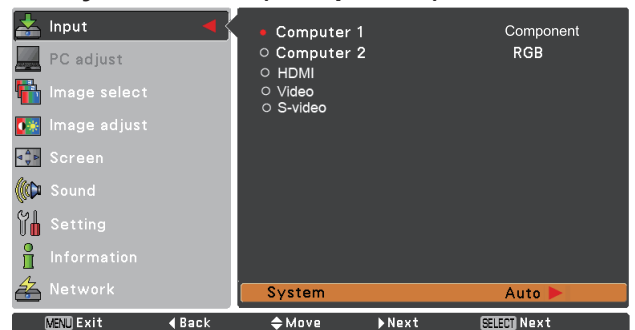 Input
PC adjust
Image select
Image adjust
Screen
Sound
Setting
Information
Network
Computer 1 Component
Computer 2 RGB
HDMI
Video
S-video
System Auto
MENU Exit Back Move Next SELECT Next